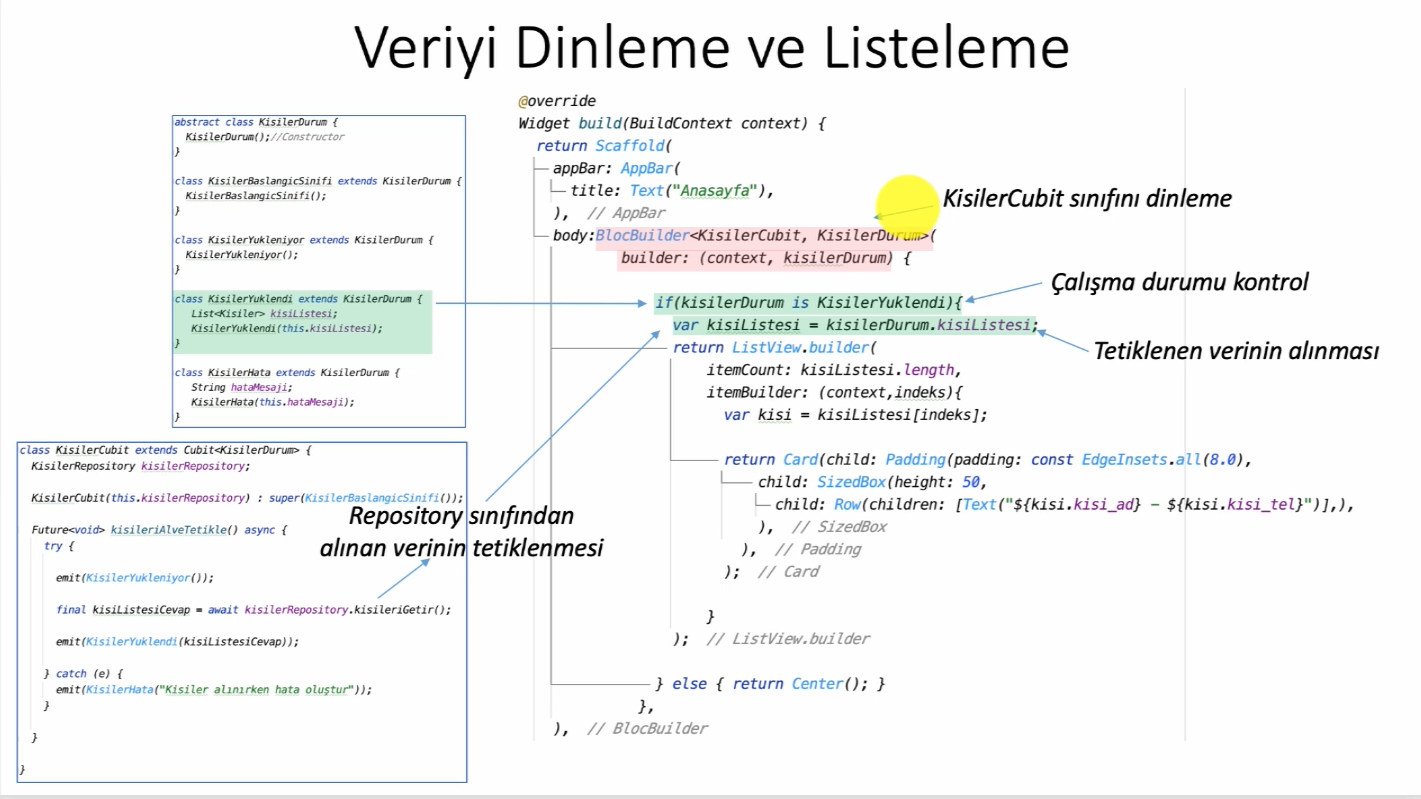 Veriyi Dinleme ve Listeleme
abstract class KisilerDurum {
KisilerDurum();//Constructor
}
class KisilerBaslangicSinifi extends KisilerDurum {
KisilerBaslangicSinifi();
}
class KisilerYukleniyor extends KisilerDurum {
KisilerYukleniyor();
}
class KisilerYuklendi extends KisilerDurum {
List<Kisiler> kisiListesi;
KisilerYuklendi(this.kisiListesi);
}
class KisilerHata extends KisilerDurum {
String hataMesaji;
KisilerHata(this.hataMesaji);
}
class KisilerCubit extends Cubit<KisilerDurum> {
KisilerRepository kisilerRepository;
KisilerCubit(this.kisilerRepository) : super(KisilerBaslangicSinifi());
Future<void> kisileriAlveTetikle() async {
try {
emit(KisilerYukleniyor());
final kisiListesiCevap = await kisilerRepository.kisileriGetir();
emit(KisilerYuklendi(kisiListesiCevap));
} catch (e) {
emit(KisilerHata("Kisiler alınırken hata oluştur"));
}
}
}
Repository sınıfından
alınan verinin tetiklenmesi
@override
Widget build(BuildContext context) {
return Scaffold(
appBar: AppBar(
title: Text("Anasayfa"),
), // AppBar
body:BlocBuilder<KisilerCubit, KisilerDurum>(
builder: (context, kisilerDurum) {
if(kisilerDurum is KisilerYuklendi){
var kisiListesi = kisilerDurum.kisiListesi;
return ListView.builder(
itemCount: kisiListesi.length,
itemBuilder: (context,indeks){
var kisi = kisiListesi[indeks];
return Card(child: Padding(padding: const EdgeInsets.all(8.0),
child: SizedBox(height: 50,
child: Row(children: [Text("${kisi.kisi_ad} - ${kisi.kisi_tel}")],),
), // SizedBox
), // Padding
); // Card
}
); // ListView.builder
} else { return Center(); }
},
), // BlocBuilder
KisilerCubit sınıfını dinleme
Çalışma durumu kontrol
Tetiklenen verinin alınması